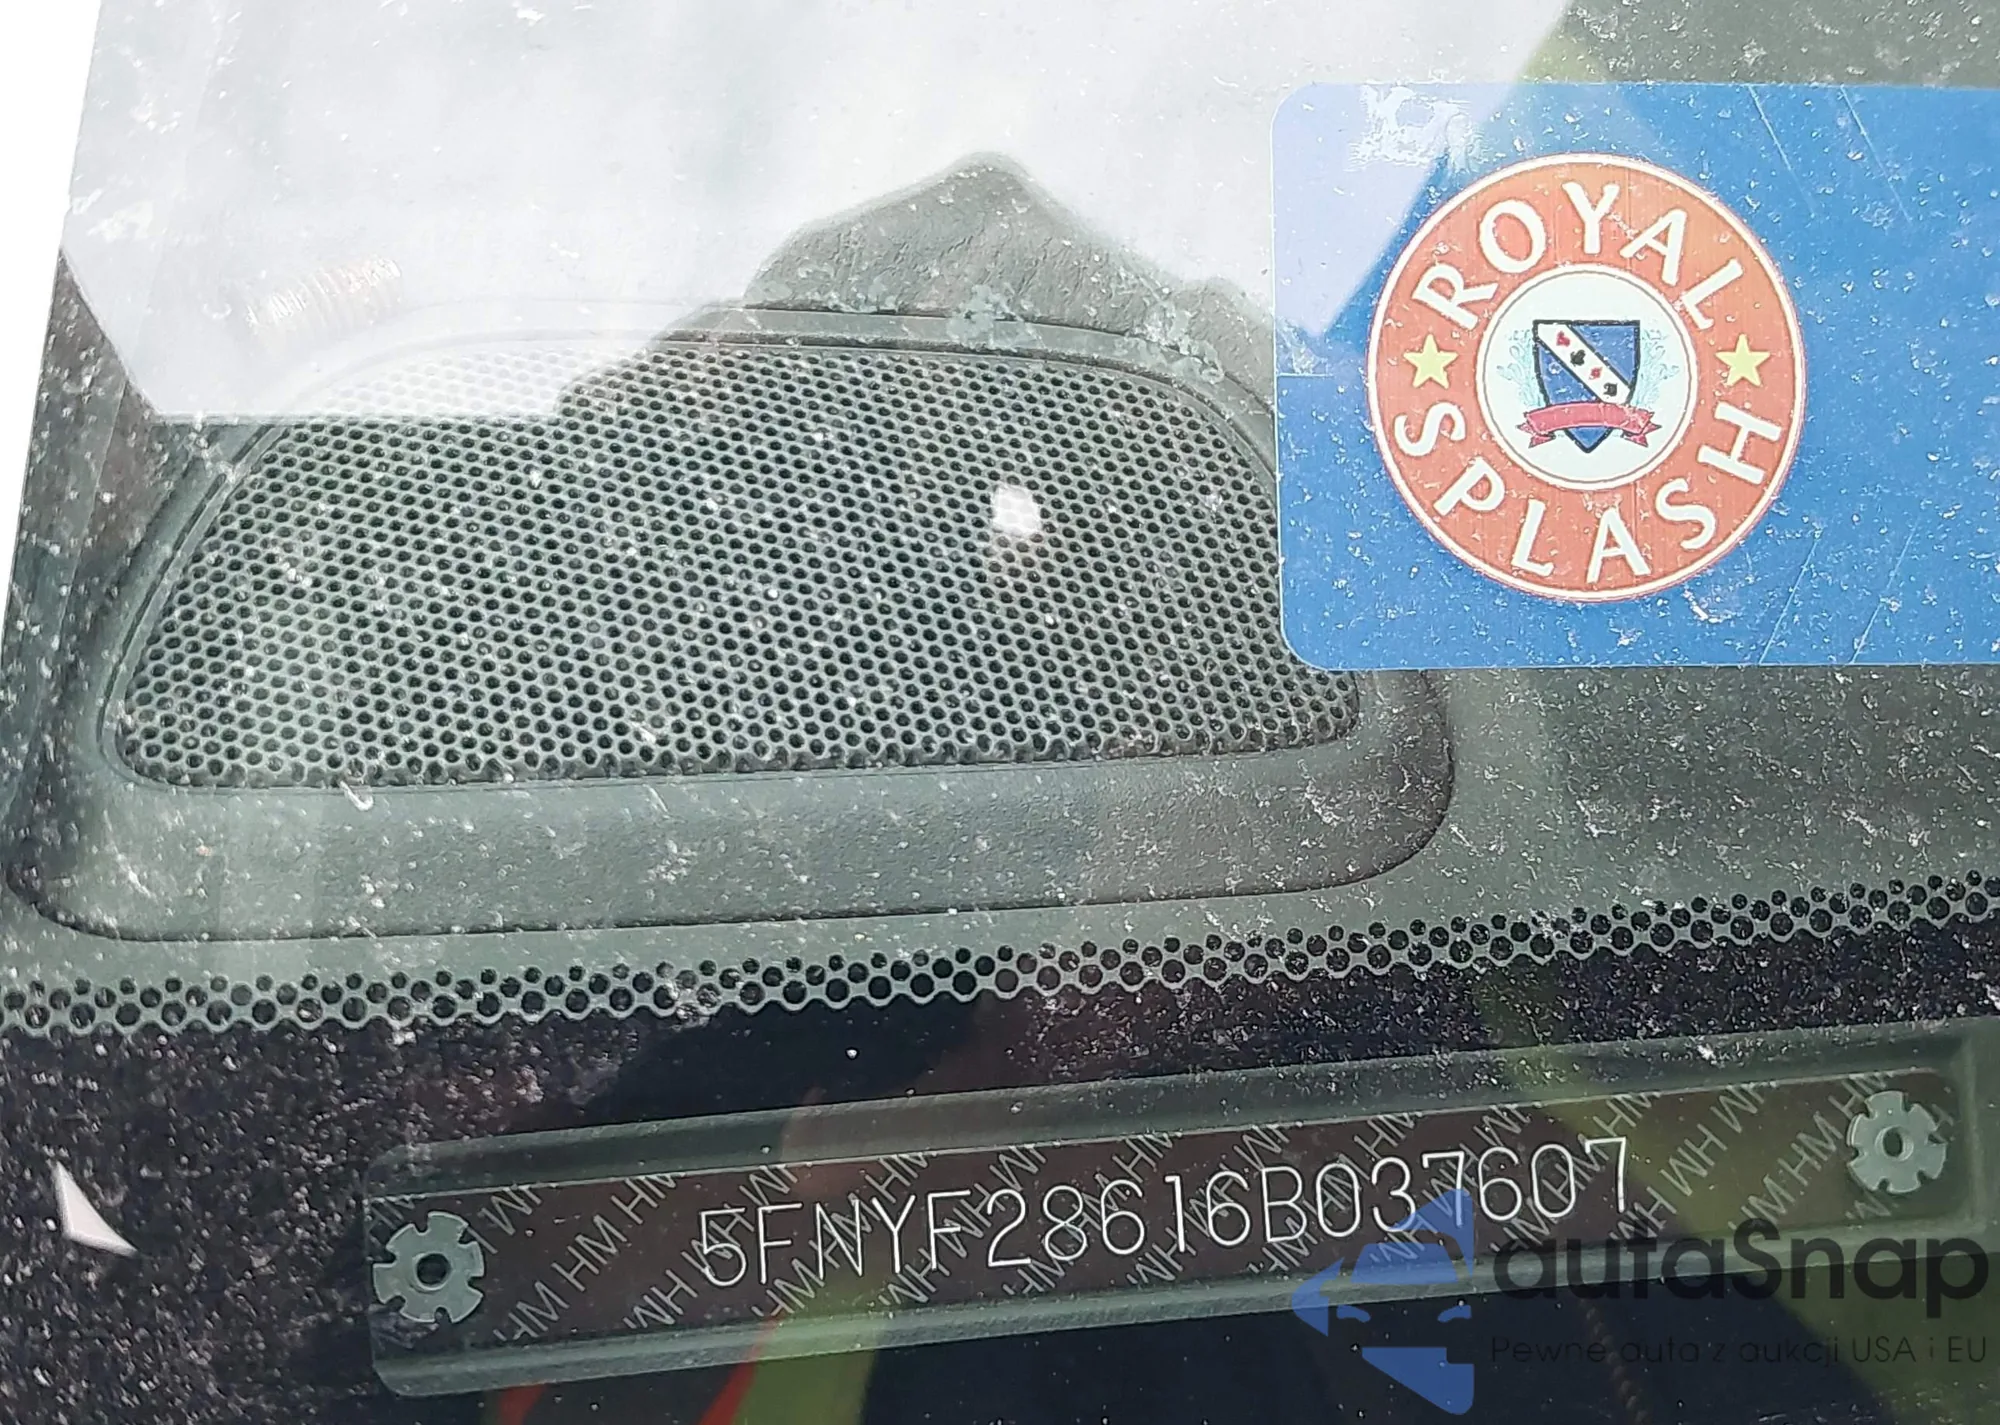 ROYAL
SPLASH
5FNYF28616B037607
autaSnap
Pewne auta z aukcji USA i EU